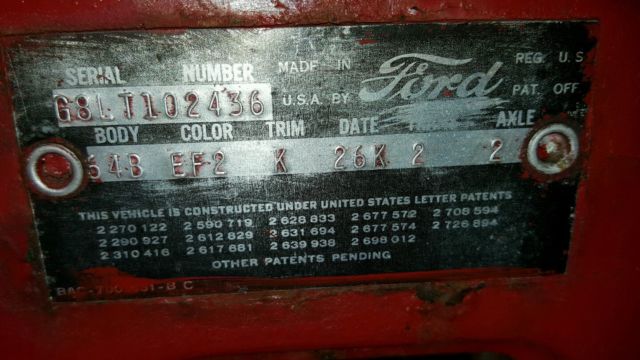 SERIAL NUMBER MADE IN Ford REG. U.S
G8LT102436 U.S.A. BY PAT. OFF.
BODY COLOR TRIM DATE AXLE
64B EF2 K 26K 2 2
THIS VEHICLE IS CONSTRUCTED UNDER UNITED STATES LETTER PATENTS
2 270 122 2 590 719 2 628 833 2 677 572 2 708 594
2 290 927 2 612 829 2 631 694 2 677 574 2 726 894
2 310 416 2 617 681 2 639 938 2 698 012
OTHER PATENTS PENDING